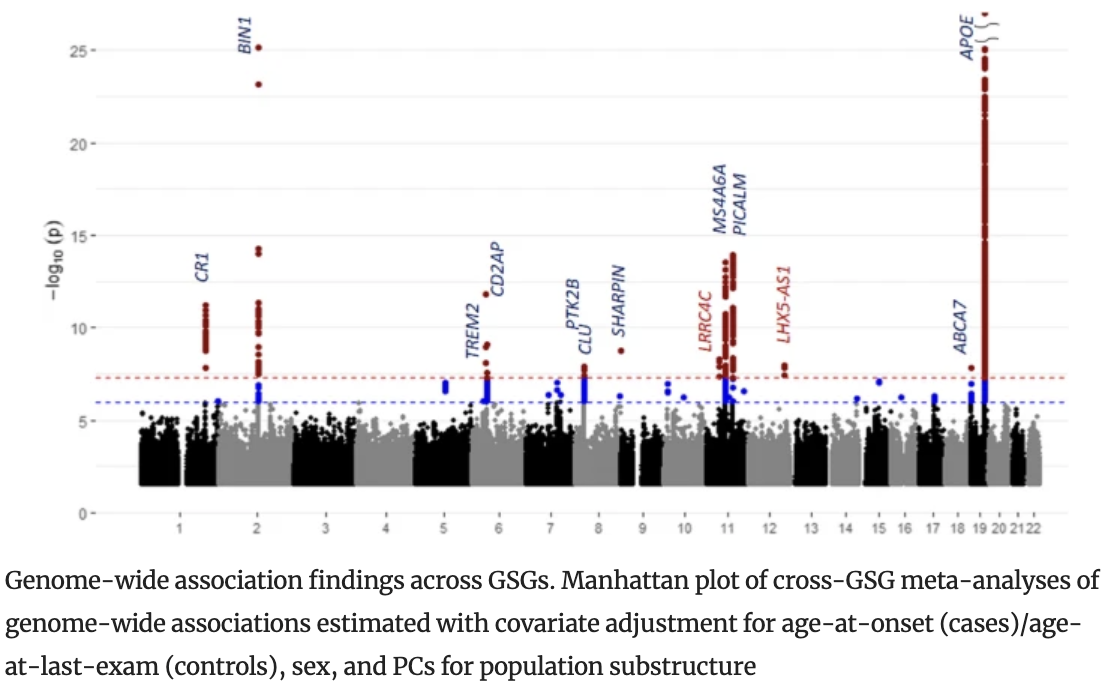 BIN1
APOE
25
20
MS4A6A
PICALM
15
−log₁₀ (p)
CR1
CD2AP
PTK2B
SHARPIN
LHX5-AS1
TREM2
CLU
LRRC4C
ABCA7
10
5
0
1 2 3 4 5 6 7 8 9 10 11 12 13 14 15 16 17 18 19 20 21 22
Genome-wide association findings across GSGs. Manhattan plot of cross-GSG meta-analyses of
genome-wide associations estimated with covariate adjustment for age-at-onset (cases)/age-
at-last-exam (controls), sex, and PCs for population substructure